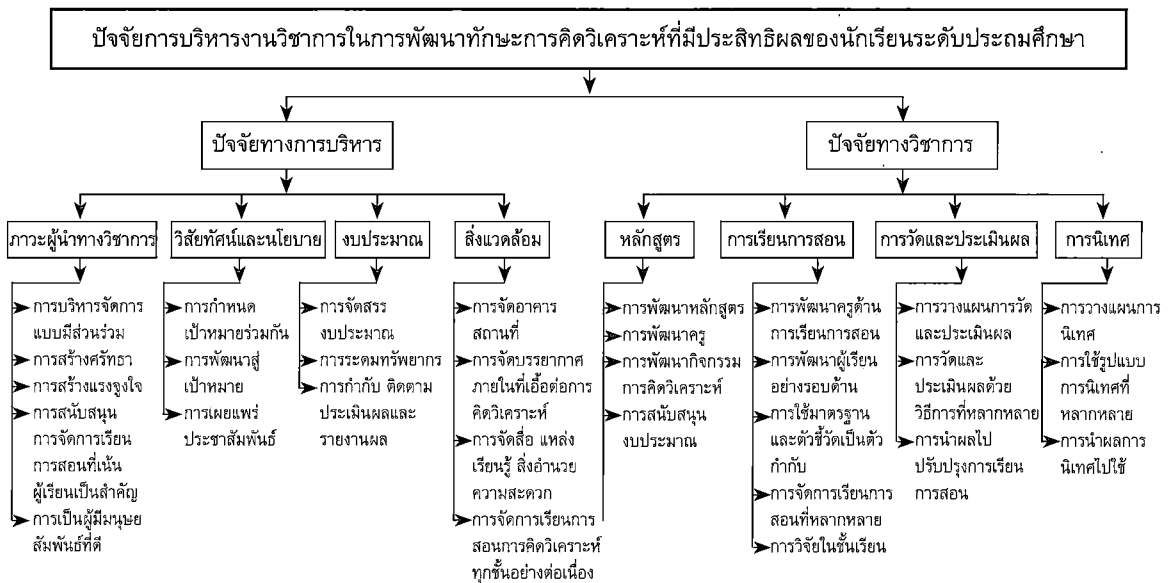 ปัจจัยการบริหารงานวิชาการในการพัฒนาทักษะการคิดวิเคราะห์ที่มีประสิทธิผลของนักเรียนระดับประถมศึกษา
ปัจจัยทางการบริหาร
ปัจจัยทางวิชาการ
ภาวะผู้นำทางวิชาการ
วิสัยทัศน์และนโยบาย
งบประมาณ
สิ่งแวดล้อม
หลักสูตร
การเรียนการสอน
การวัดและประเมินผล
การนิเทศ
การบริหารจัดการ
แบบมีส่วนร่วม
การสร้างศรัทธา
การสร้างแรงจูงใจ
การสนับสนุน
การจัดการเรียน
การสอนที่เน้น
ผู้เรียนเป็นสำคัญ
การเป็นผู้มีมนุษย
สัมพันธ์ที่ดี
การกำหนด
เป้าหมายร่วมกัน
การพัฒนาสู่
เป้าหมาย
การเผยแพร่
ประชาสัมพันธ์
การจัดสรร
งบประมาณ
การระดมทรัพยากร
การกำกับ ติดตาม
ประเมินผลและ
รายงานผล
การจัดอาคาร
สถานที่
การจัดบรรยากาศ
ภายในที่เอื้อต่อการ
คิดวิเคราะห์
การจัดสื่อ แหล่ง
เรียนรู้ สิ่งอำนวย
ความสะดวก
การจัดการเรียนการ
สอนการคิดวิเคราะห์
ทุกชั้นอย่างต่อเนื่อง
การพัฒนาหลักสูตร
การพัฒนาครู
การพัฒนากิจกรรม
การคิดวิเคราะห์
การสนับสนุน
งบประมาณ
การพัฒนาครูด้าน
การเรียนการสอน
การพัฒนาผู้เรียน
อย่างรอบด้าน
การใช้มาตรฐาน
และตัวชี้วัดเป็นตัว
กำกับ
การจัดการเรียนการ
สอนที่หลากหลาย
การวิจัยในชั้นเรียน
การวางแผนการวัด
และประเมินผล
การวัดและ
ประเมินผลด้วย
วิธีการที่หลากหลาย
การนำผลไป
ปรับปรุงการเรียน
การสอน
การวางแผนการ
นิเทศ
การใช้รูปแบบ
การนิเทศที่
หลากหลาย
การนำผลการ
นิเทศไปใช้